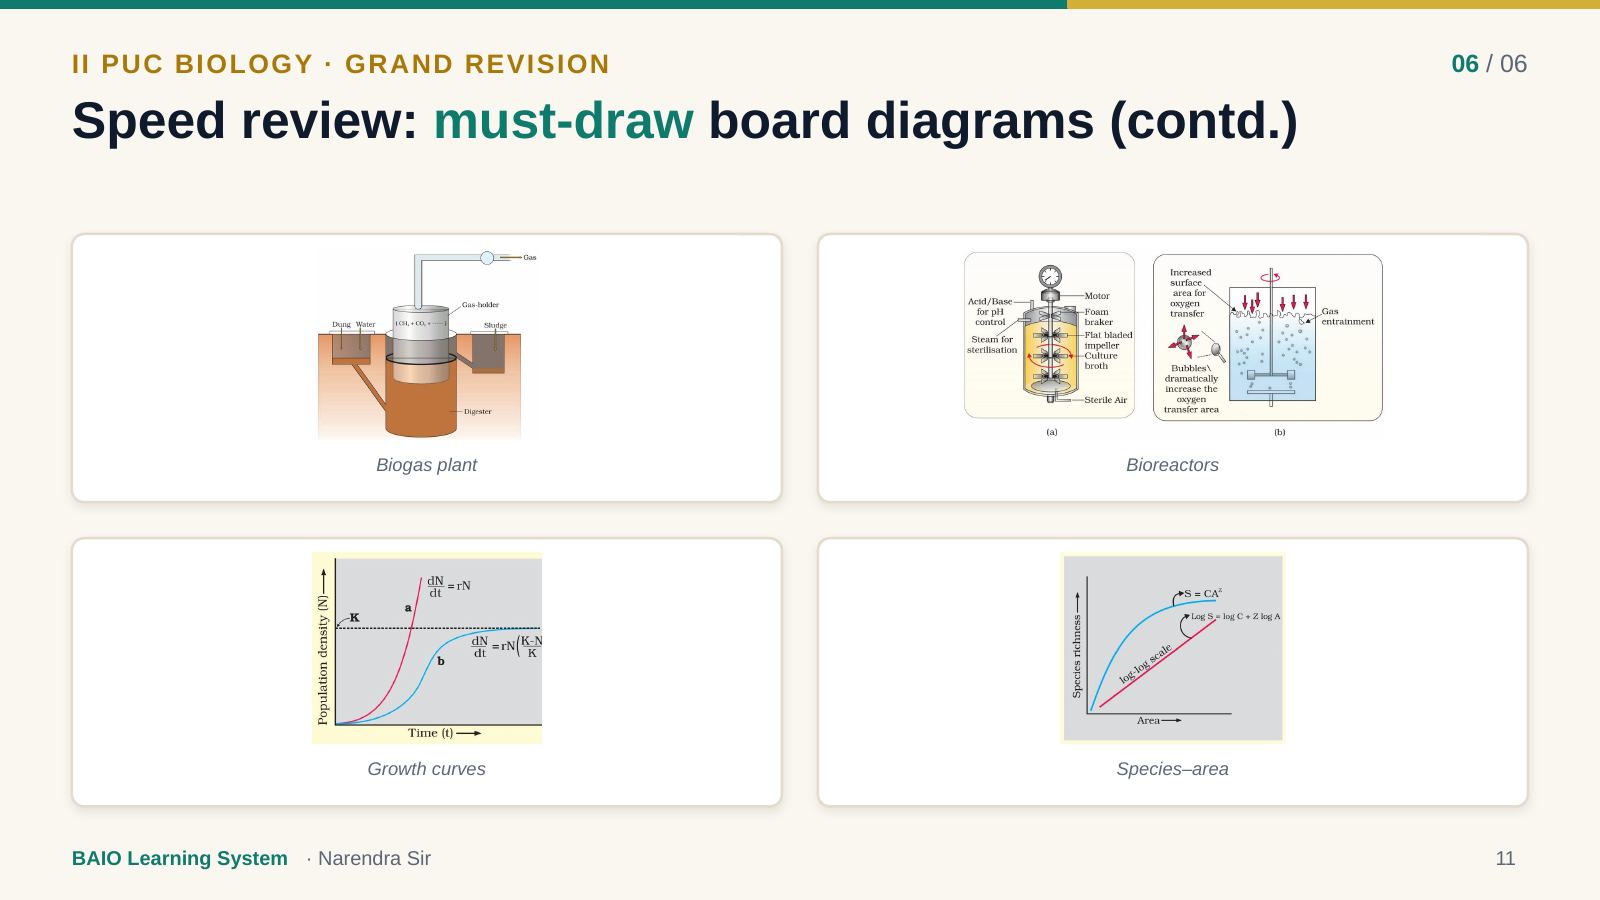 II PUC BIOLOGY · GRAND REVISION
06 / 06
Speed review: must-draw board diagrams (contd.)
Gas
Gas-holder
Dung Water
Sludge
Digester
Biogas plant
Acid/Base
for pH
control
Steam for
sterilisation
Motor
Foam
braker
Flat bladed
impeller
Culture
broth
Sterile Air
(a)
Increased
surface
area for
oxygen
transfer
Gas
entrainment
Bubbles\
dramatically
increase the
oxygen
transfer area
(b)
Bioreactors
Population density (N)
K
a
dN
dt
= rN
b
dN
dt
= rN(
K-N
K
Time (t)
Growth curves
Species richness
S = CA^z
Log S = log C + Z log A
log-log scale
Area
Species–area
BAIO Learning System · Narendra Sir
11